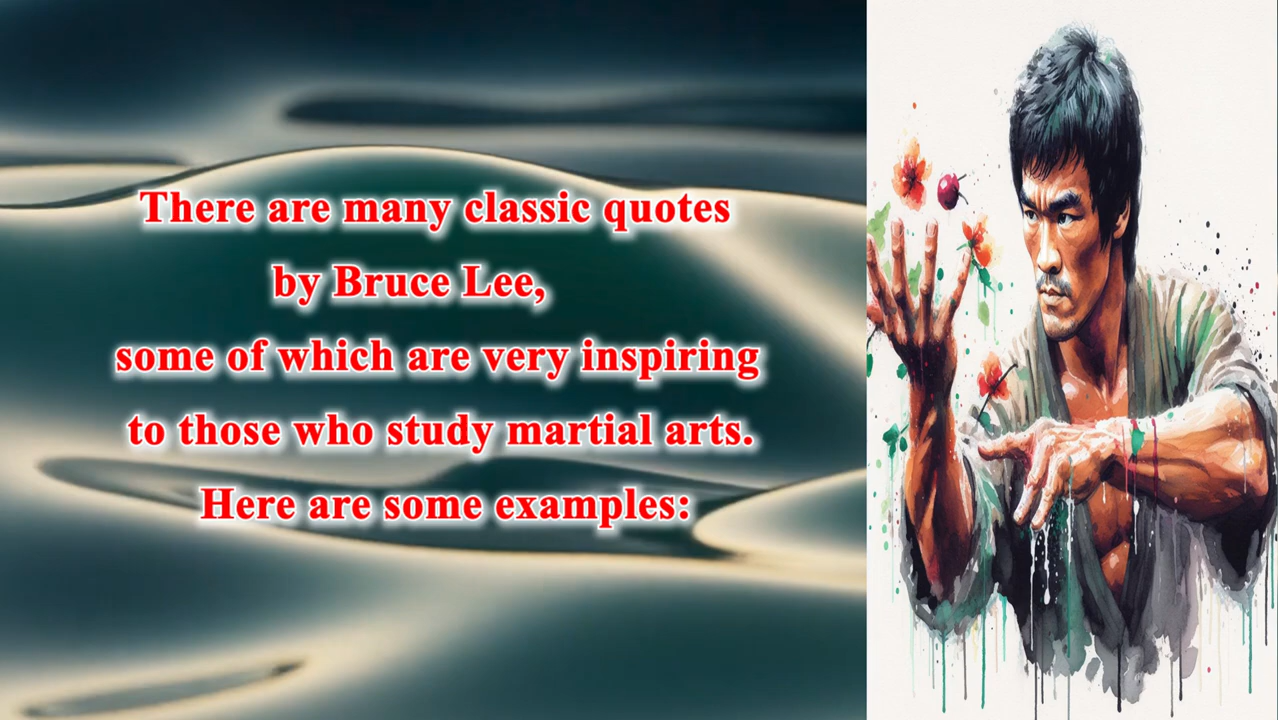 There are many classic quotes
by Bruce Lee,
some of which are very inspiring
to those who study martial arts.
Here are some examples: